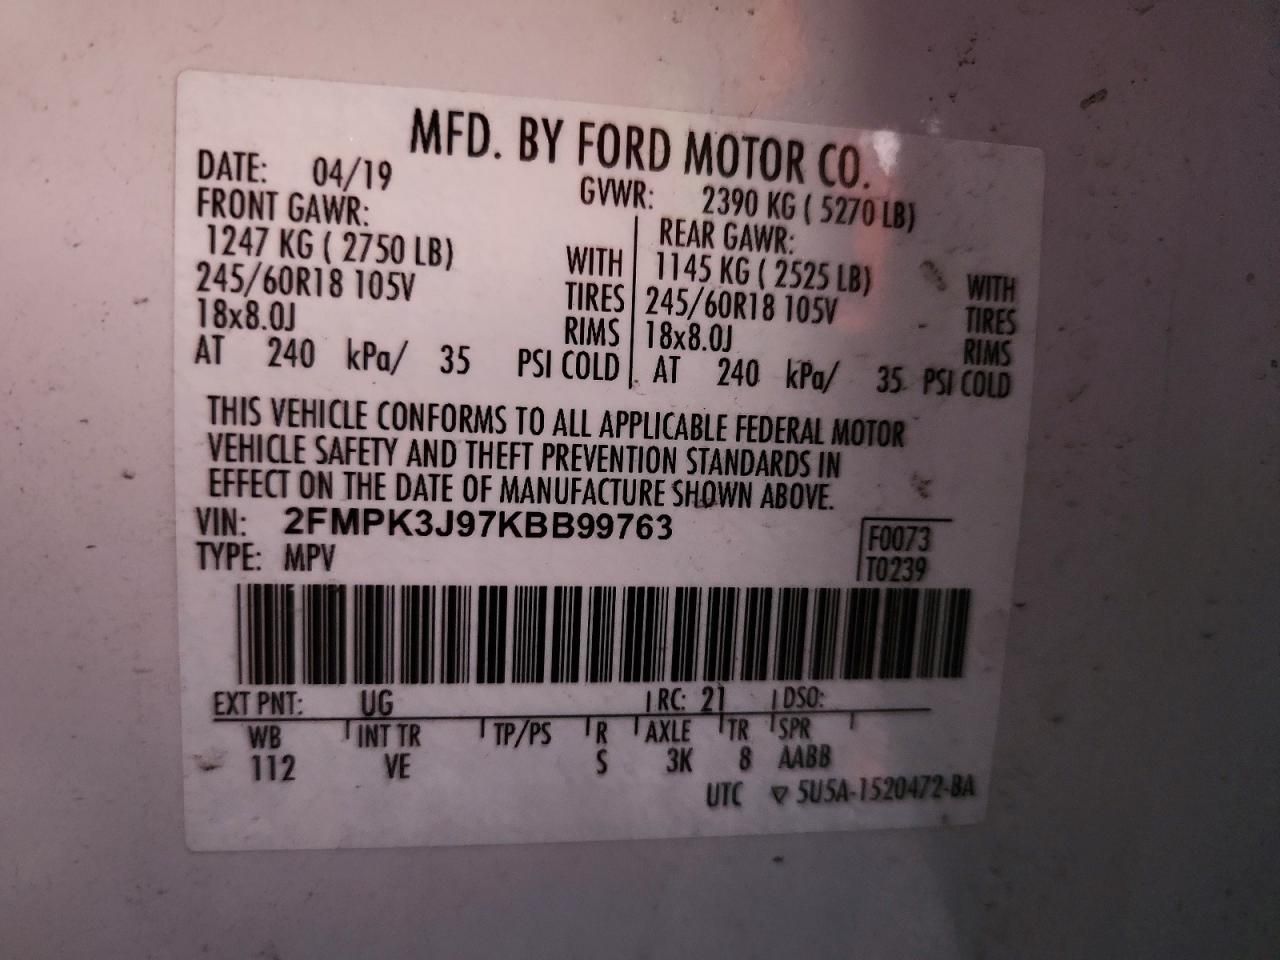 MFD. BY FORD MOTOR CO.
DATE: 04/19 GVWR: 2390 KG ( 5270 LB)
FRONT GAWR: REAR GAWR:
1247 KG ( 2750 LB) WITH 1145 KG ( 2525 LB) WITH
245/60R18 105V TIRES 245/60R18 105V TIRES
18x8.0J RIMS 18x8.0J RIMS
AT 240 kPa/ 35 PSI COLD AT 240 kPa/ 35 PSI COLD
THIS VEHICLE CONFORMS TO ALL APPLICABLE FEDERAL MOTOR
VEHICLE SAFETY AND THEFT PREVENTION STANDARDS IN
EFFECT ON THE DATE OF MANUFACTURE SHOWN ABOVE.
VIN: 2FMPK3J97KBB99763 F0073
TYPE: MPV T0239
EXT PNT: UG RC: 21 DSO:
WB INT TR TP/PS R AXLE TR SPR
112 VE S 3K 8 AABB
UTC ▽ 5U5A-1520472-BA